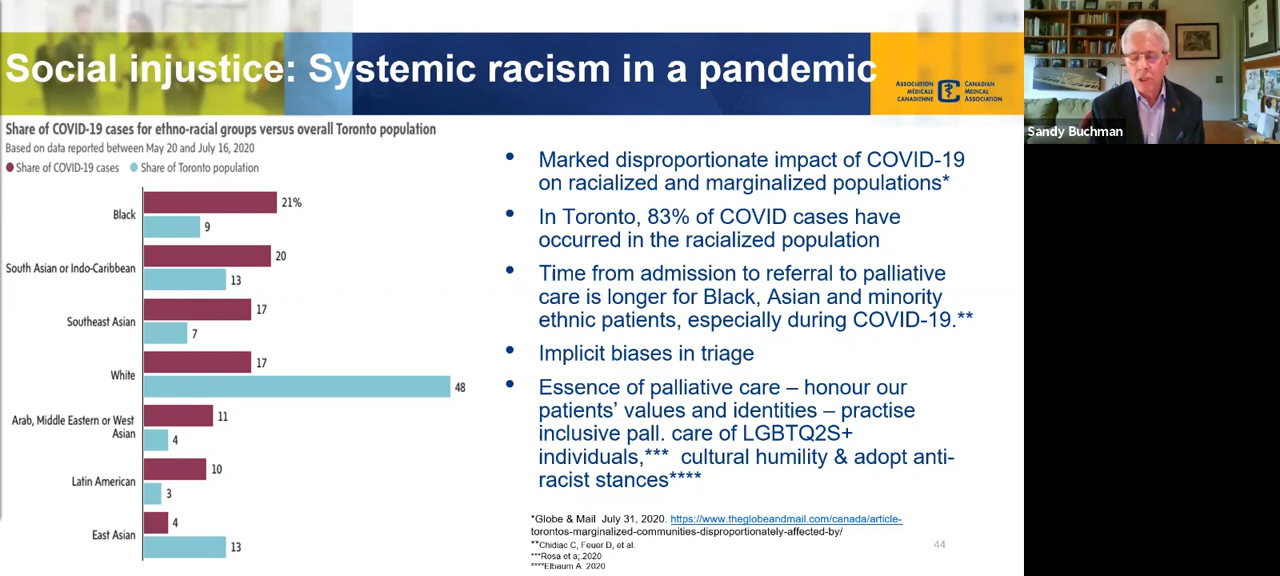 Social injustice: Systemic racism in a pandemic
ASSOCIATION
MÉDICALE
CANADIENNE
CANADIAN
MEDICAL
ASSOCIATION
Sandy Buchman
Share of COVID-19 cases for ethno-racial groups versus overall Toronto population
Based on data reported between May 20 and July 16, 2020
Share of COVID-19 cases
Share of Toronto population
Black
21%
9
South Asian or Indo-Caribbean
20
13
Southeast Asian
17
7
White
17
48
Arab, Middle Eastern or West
Asian
11
4
Latin American
10
3
East Asian
4
13
• Marked disproportionate impact of COVID-19
on racialized and marginalized populations*
• In Toronto, 83% of COVID cases have
occurred in the racialized population
• Time from admission to referral to palliative
care is longer for Black, Asian and minority
ethnic patients, especially during COVID-19.**
• Implicit biases in triage
• Essence of palliative care – honour our
patients' values and identities – practise
inclusive pall. care of LGBTQ2S+
individuals,*** cultural humility & adopt anti-
racist stances****
*Globe & Mail July 31, 2020. https://www.theglobeandmail.com/canada/article-
torontos-marginalized-communities-disproportionately-affected-by/
**Chidiac C, Feuer D, et al.
***Rosa et a;.2020
****Elbaum A. 2020
44